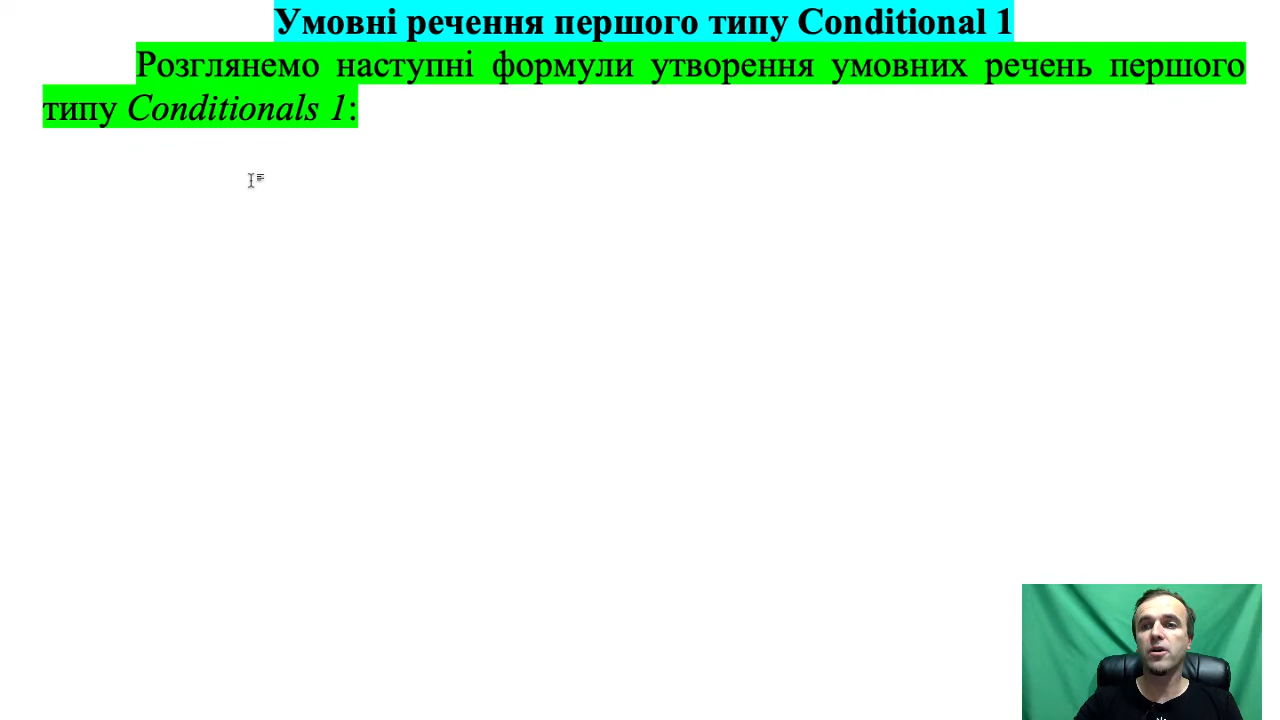 Умовні речення першого типу Conditional 1
Розглянемо наступні формули утворення умовних речень першого
типу Conditionals 1: